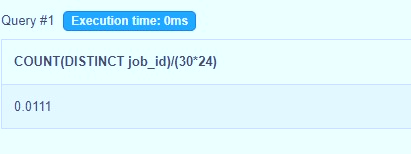 Query #1 Execution time: 0ms
COUNT(DISTINCT job_id)/(30*24)
0.0111